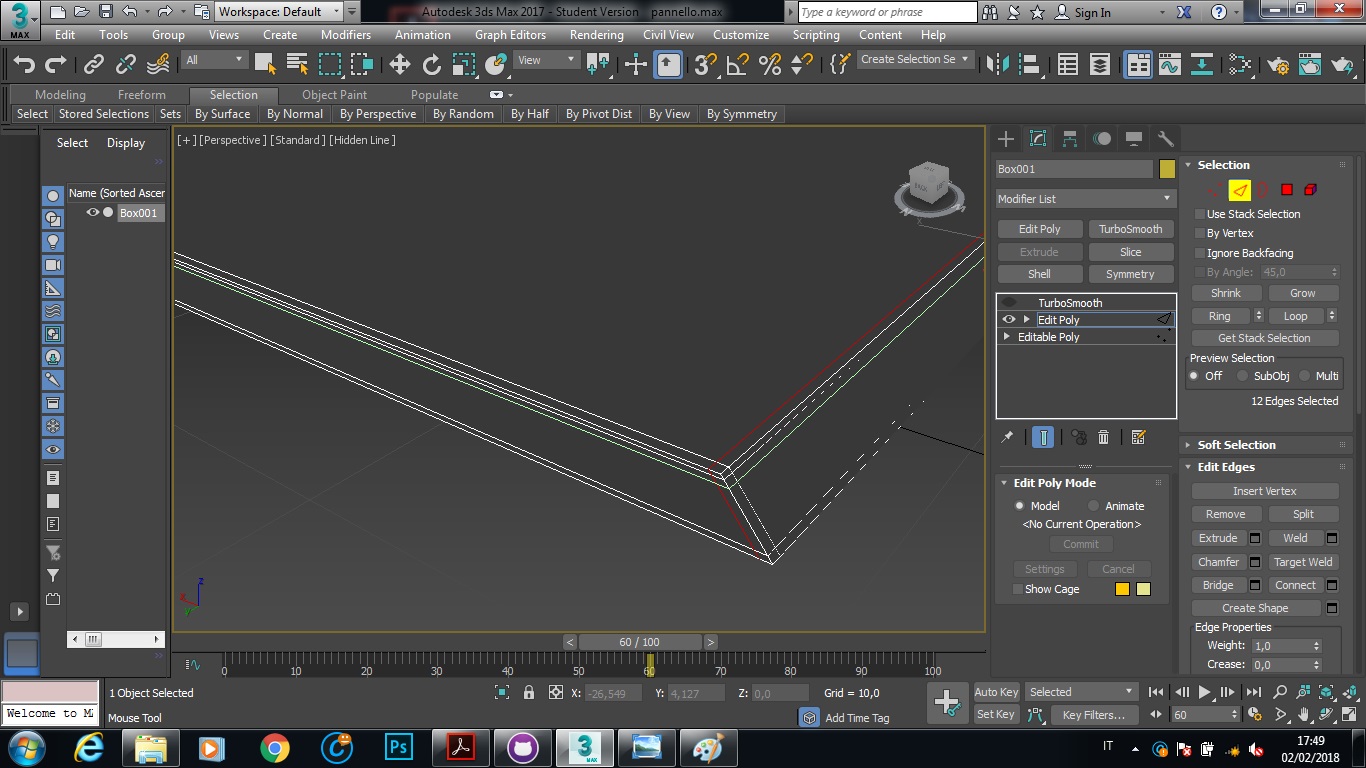 Workspace: Default
Autodesk 3ds Max 2017 - Student Version pannello.max
Type a keyword or phrase
Sign In
3
MAX
Edit Tools Group Views Create Modifiers Animation Graph Editors Rendering Civil View Customize Scripting Content Help
All
View
Create Selection Se
Modeling Freeform Selection Object Paint Populate
Select Stored Selections Sets By Surface By Normal By Perspective By Random By Half By Pivot Dist By View By Symmetry
Select Display
Name (Sorted Ascer
Box001
[+] [Perspective ] [Standard ] [Hidden Line ]
BACK
x
z
x
y
Box001
Modifier List
Edit Poly TurboSmooth
Extrude Slice
Shell Symmetry
TurboSmooth
Edit Poly
Editable Poly
Edit Poly Mode
Model Animate
<No Current Operation>
Commit
Settings Cancel
Show Cage
Selection
Use Stack Selection
By Vertex
Ignore Backfacing
By Angle: 45,0
Shrink Grow
Ring Loop
Get Stack Selection
Preview Selection
Off SubObj Multi
12 Edges Selected
Soft Selection
Edit Edges
Insert Vertex
Remove Split
Extrude Weld
Chamfer Target Weld
Bridge Connect
Create Shape
Edge Properties
Weight: 1,0
Crease: 0,0
< 60 / 100 >
0 10 20 30 40 50 60 70 80 90 100
1 Object Selected
X: -26,549 Y: 4,127 Z: 0,0 Grid = 10,0
Auto Key Selected
Welcome to M
Mouse Tool
Add Time Tag
Set Key Key Filters... 60
Ps
3
MAX
IT
17:49
02/02/2018